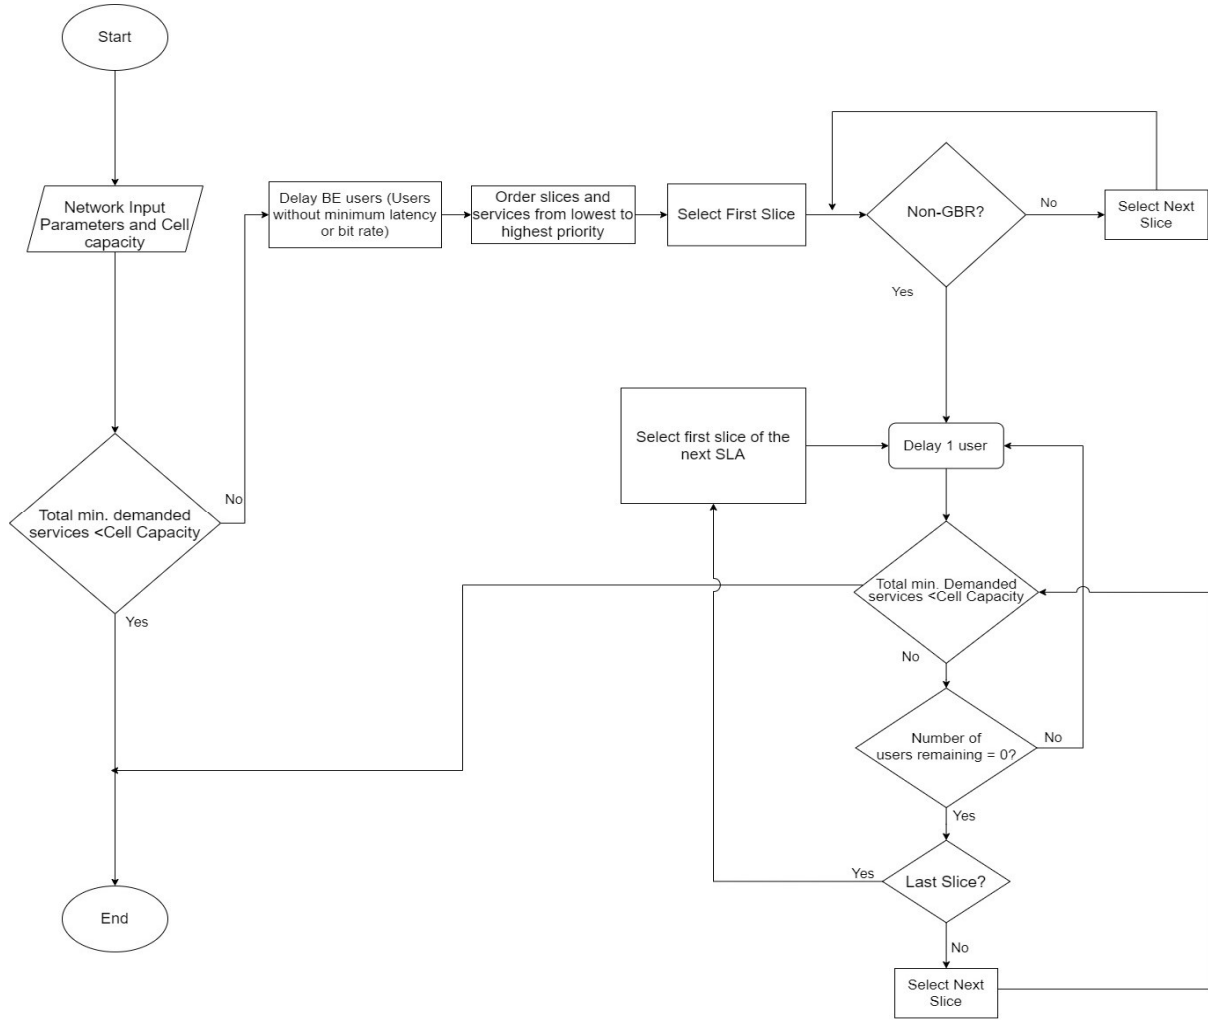 Start
Network Input
Parameters and Cell
capacity
Total min. demanded
services <Cell Capacity
No
Yes
End
Delay BE users (Users
without minimum latency
or bit rate)
Order slices and
services from lowest to
highest priority
Select First Slice
Non-GBR?
No
Select Next
Slice
Yes
Select first slice of the
next SLA
Delay 1 user
Total min. Demanded
services <Cell Capacity
No
Number of
users remaining = 0?
No
Yes
Last Slice?
Yes
No
Select Next
Slice